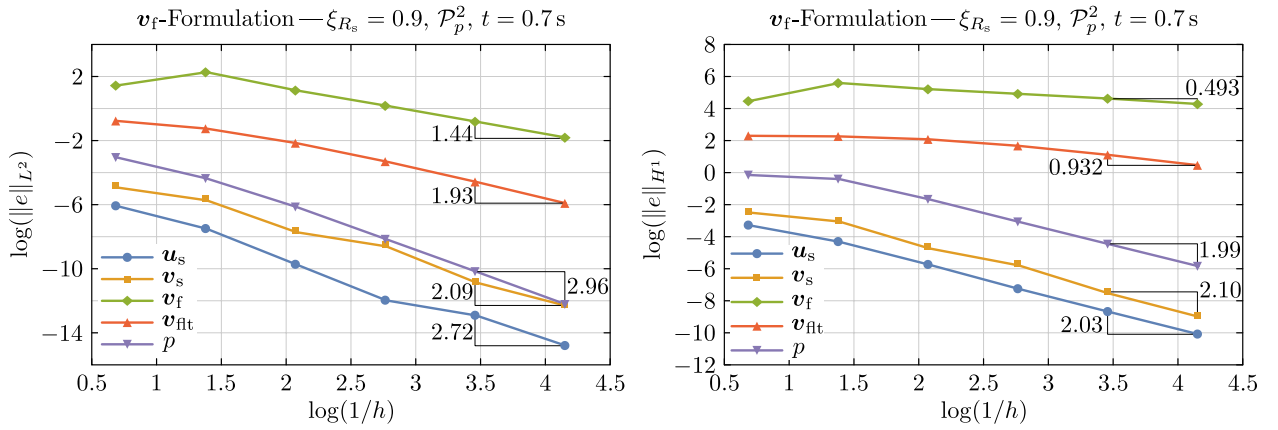 v_f-Formulation — ξ_{R_s} = 0.9, 𝒫_p^2, t = 0.7 s
log(||e||_{L^2})
2
−2
−6
−10
−14
1.44
1.93
2.09
2.96
2.72
u_s
v_s
v_f
v_flt
p
0.5 1 1.5 2 2.5 3 3.5 4 4.5
log(1/h)
v_f-Formulation — ξ_{R_s} = 0.9, 𝒫_p^2, t = 0.7 s
log(||e||_{H^1})
8
6
4
2
0
−2
−4
−6
−8
−10
−12
0.493
0.932
1.99
2.10
2.03
u_s
v_s
v_f
v_flt
p
0.5 1 1.5 2 2.5 3 3.5 4 4.5
log(1/h)